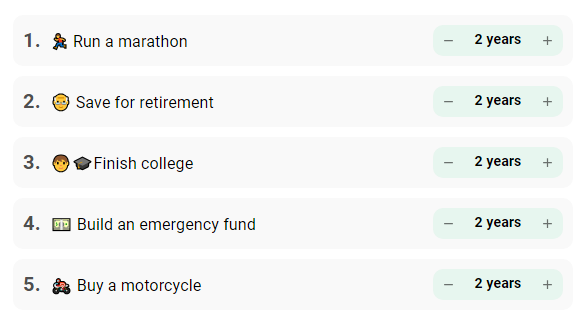 1. Run a marathon − 2 years +
2. Save for retirement − 2 years +
3. Finish college − 2 years +
4. Build an emergency fund − 2 years +
5. Buy a motorcycle − 2 years +